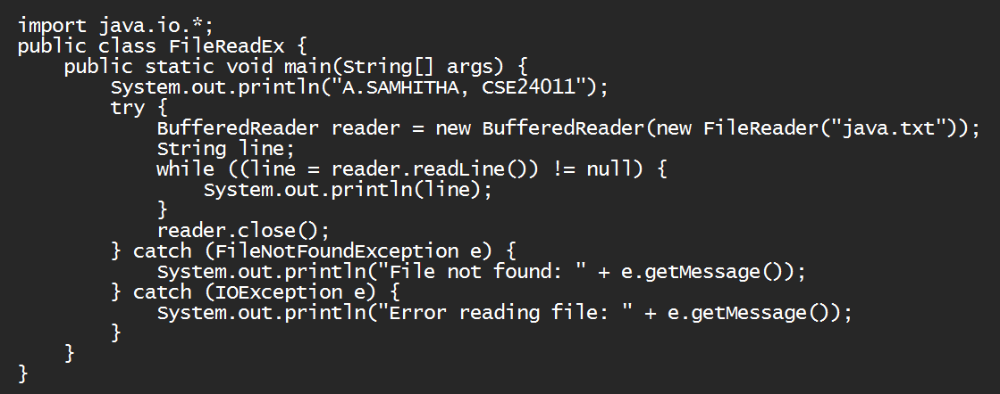 import java.io.*;
public class FileReadEx {
    public static void main(String[] args) {
        System.out.println("A.SAMHITHA, CSE24011");
        try {
            BufferedReader reader = new BufferedReader(new FileReader("java.txt"));
            String line;
            while ((line = reader.readLine()) != null) {
                System.out.println(line);
            }
            reader.close();
        } catch (FileNotFoundException e) {
            System.out.println("File not found: " + e.getMessage());
        } catch (IOException e) {
            System.out.println("Error reading file: " + e.getMessage());
        }
    }
}